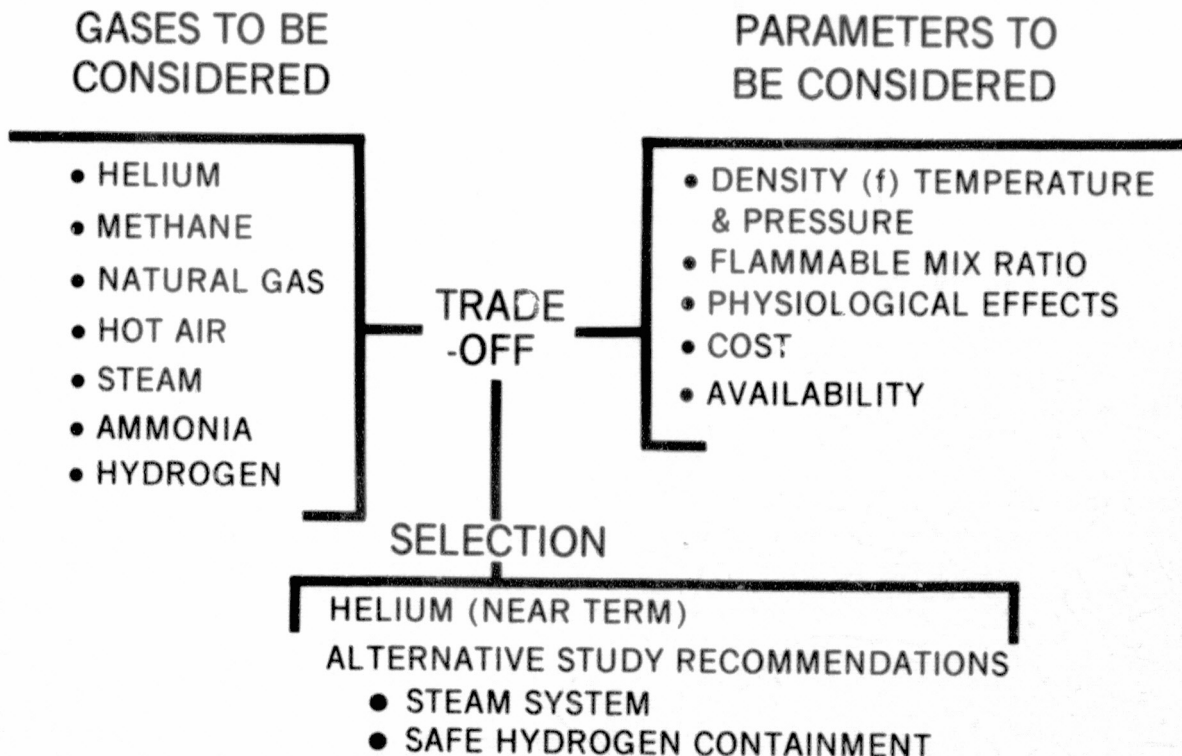 GASES TO BE
CONSIDERED
• HELIUM
• METHANE
• NATURAL GAS
• HOT AIR
• STEAM
• AMMONIA
• HYDROGEN
TRADE
-OFF
PARAMETERS TO
BE CONSIDERED
• DENSITY (f) TEMPERATURE
& PRESSURE
• FLAMMABLE MIX RATIO
• PHYSIOLOGICAL EFFECTS
• COST
• AVAILABILITY
SELECTION
HELIUM (NEAR TERM)
ALTERNATIVE STUDY RECOMMENDATIONS
• STEAM SYSTEM
• SAFE HYDROGEN CONTAINMENT